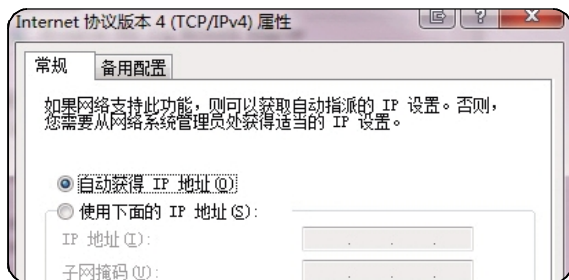 Internet 协议版本 4 (TCP/IPv4) 属性
常规 备用配置
如果网络支持此功能，则可以获取自动指派的 IP 设置。否则，
您需要从网络系统管理员处获得适当的 IP 设置。
自动获得 IP 地址(O)
使用下面的 IP 地址(S):
IP 地址(I):
子网掩码(U):